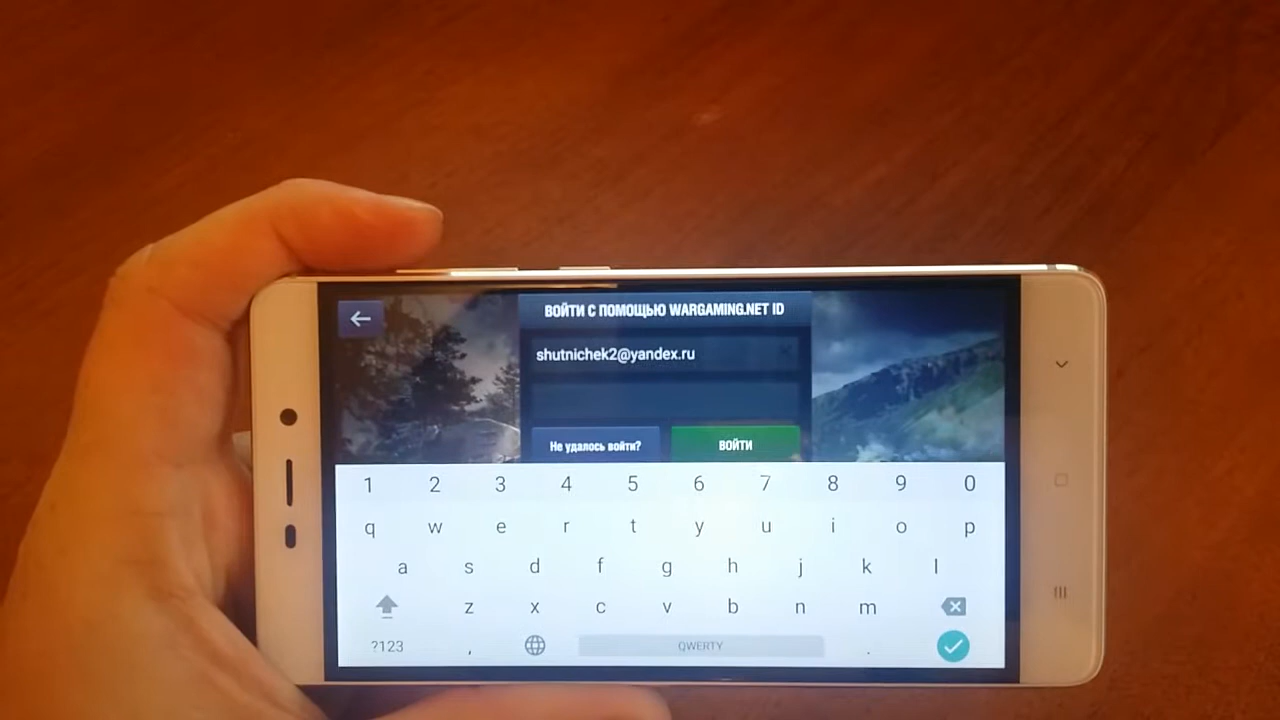 ВОЙТИ С ПОМОЩЬЮ WARGAMING.NET ID
shutnichek2@yandex.ru
Не удалось войти? ВОЙТИ
1 2 3 4 5 6 7 8 9 0
q w e r t y u i o p
a s d f g h j k l
z x c v b n m
?123 , QWERTY .